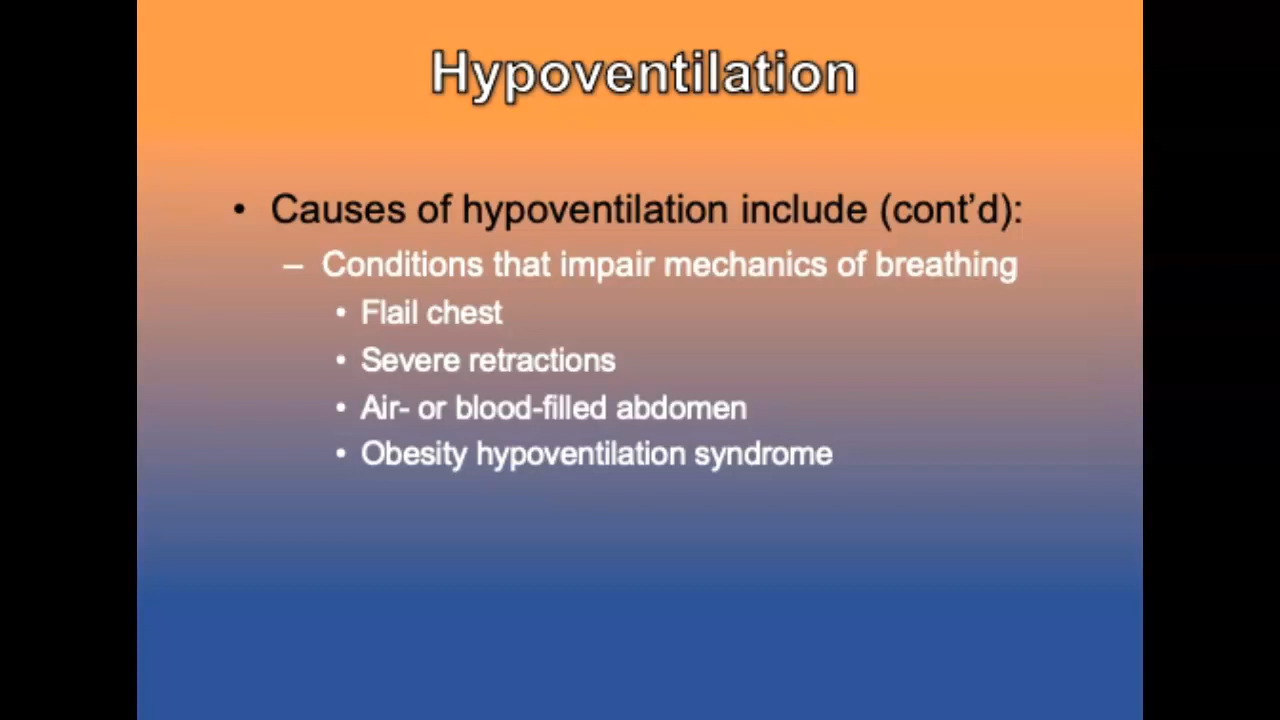 Hypoventilation
• Causes of hypoventilation include (cont’d):
– Conditions that impair mechanics of breathing
• Flail chest
• Severe retractions
• Air- or blood-filled abdomen
• Obesity hypoventilation syndrome